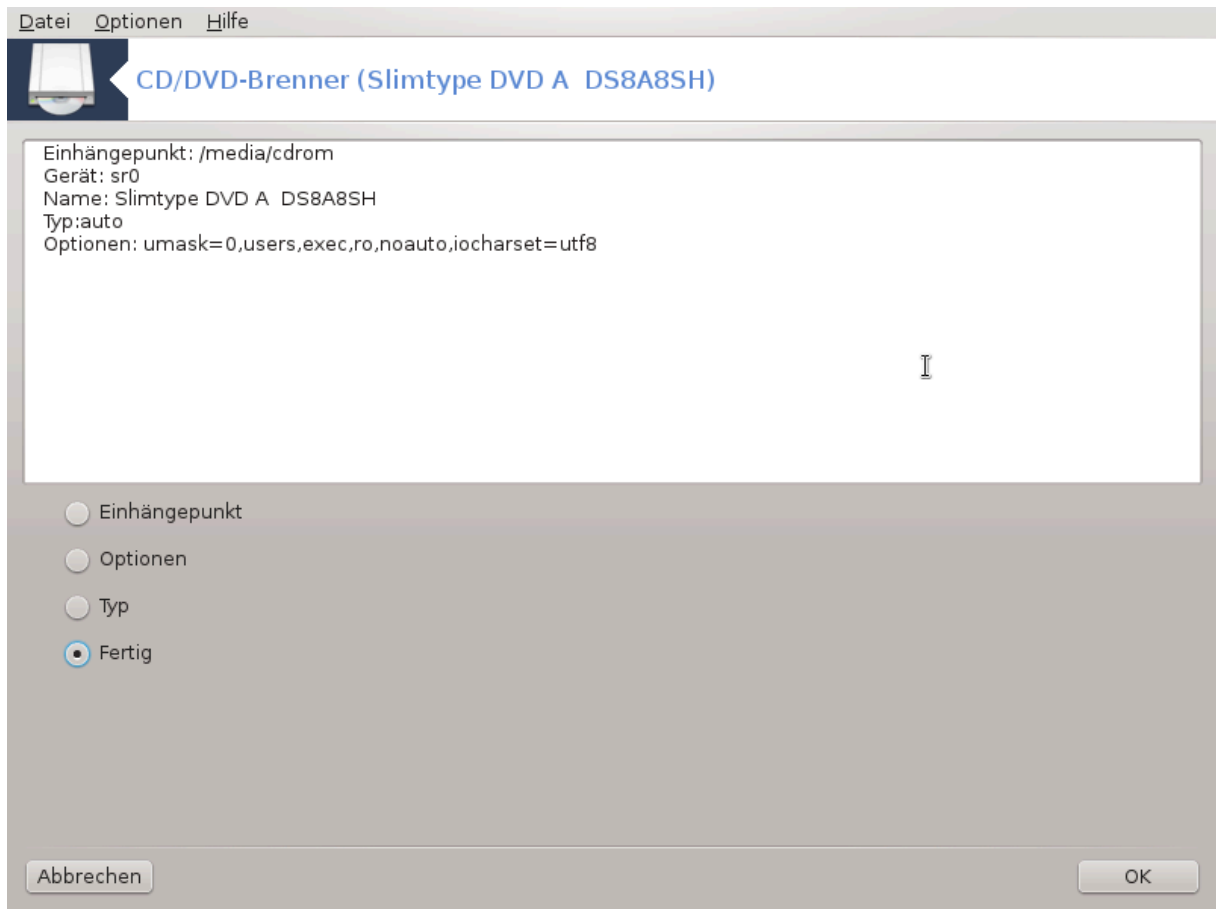 Datei Optionen Hilfe
CD/DVD-Brenner (Slimtype DVD A  DS8A8SH)
Einhängepunkt: /media/cdrom
Gerät: sr0
Name: Slimtype DVD A  DS8A8SH
Typ:auto
Optionen: umask=0,users,exec,ro,noauto,iocharset=utf8
Einhängepunkt
Optionen
Typ
Fertig
Abbrechen OK